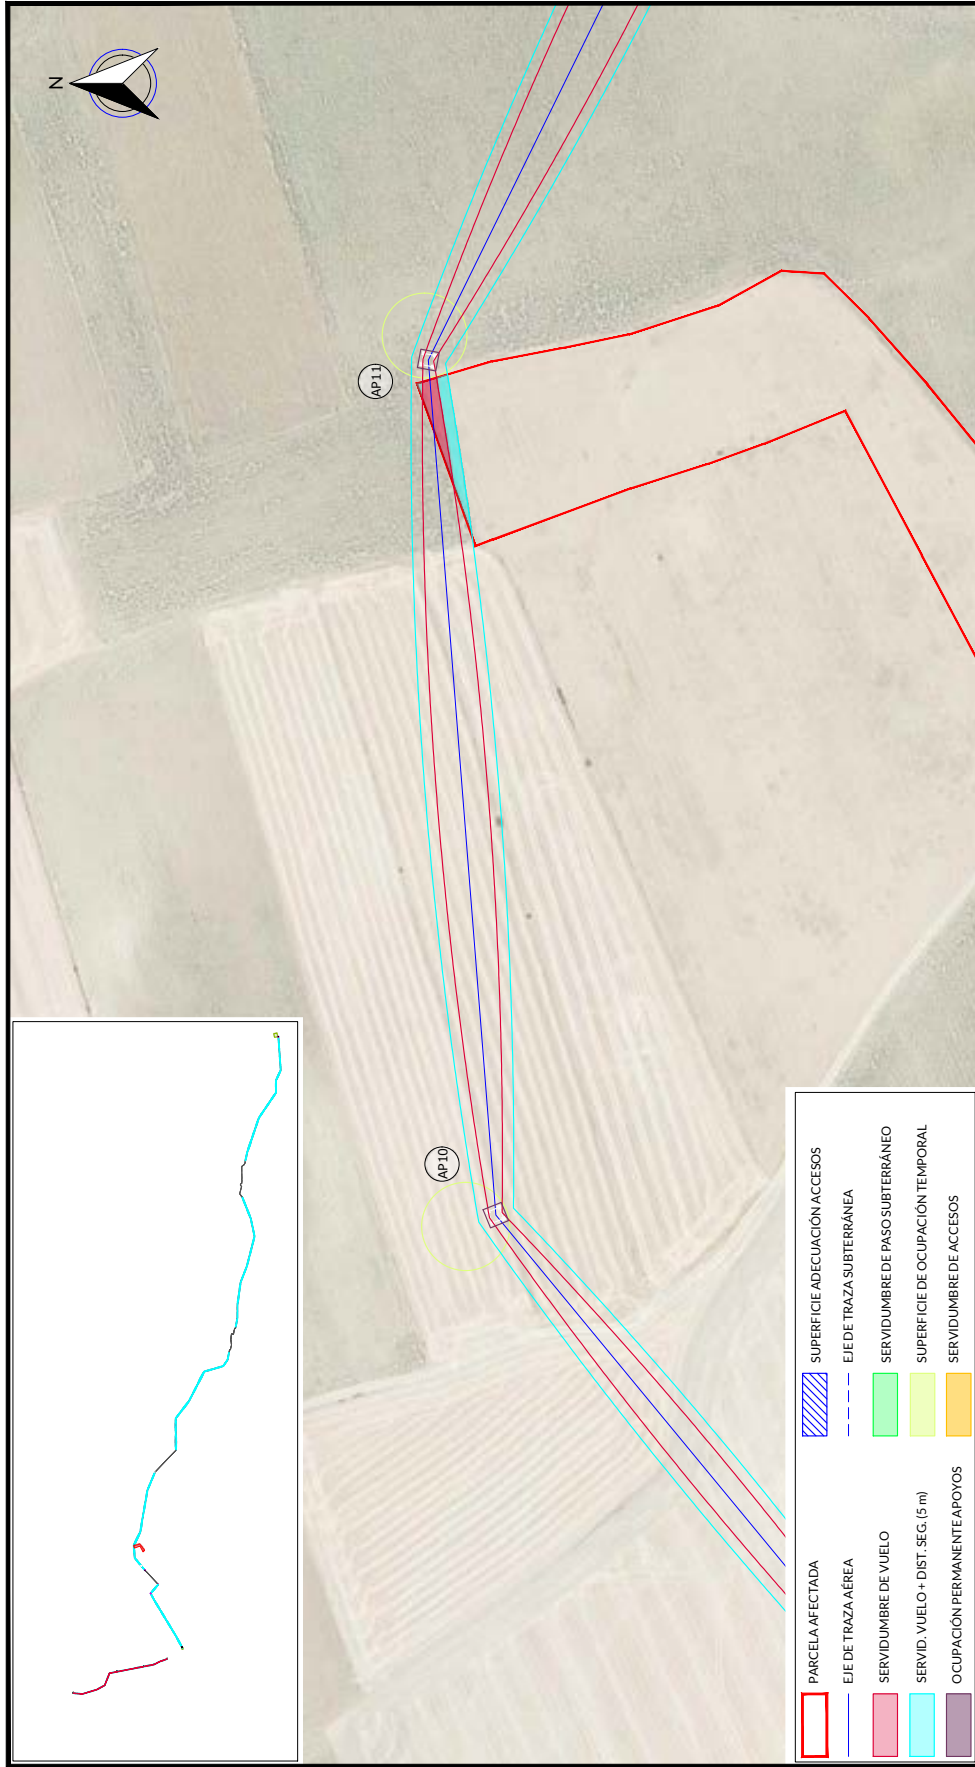 N
AP11
AP10
PARCELA AFECTADA
EJE DE TRAZA AÉREA
SERVIDUMBRE DE VUELO
SERVID. VUELO + DIST. SEG. (5 m)
OCUPACIÓN PERMANENTE APOYOS
SUPERFICIE ADECUACIÓN ACCESOS
EJE DE TRAZA SUBTERRÁNEA
SERVIDUMBRE DE PASO SUBTERRÁNEO
SUPERFICIE DE OCUPACIÓN TEMPORAL
SERVIDUMBRE DE ACCESOS